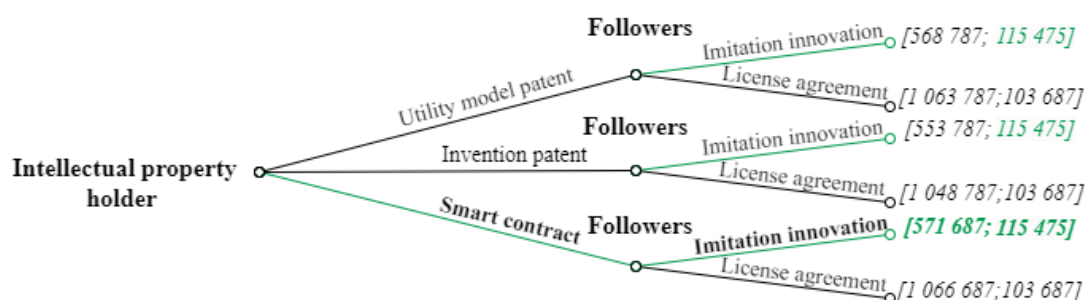 Followers
Imitation innovation
[568 787; 115 475]
Utility model patent
License agreement
[1 063 787;103 687]
Followers
Imitation innovation
[553 787; 115 475]
Intellectual property
holder
Invention patent
License agreement
[1 048 787;103 687]
Smart contract
Followers
Imitation innovation
[571 687; 115 475]
License agreement
[1 066 687;103 687]